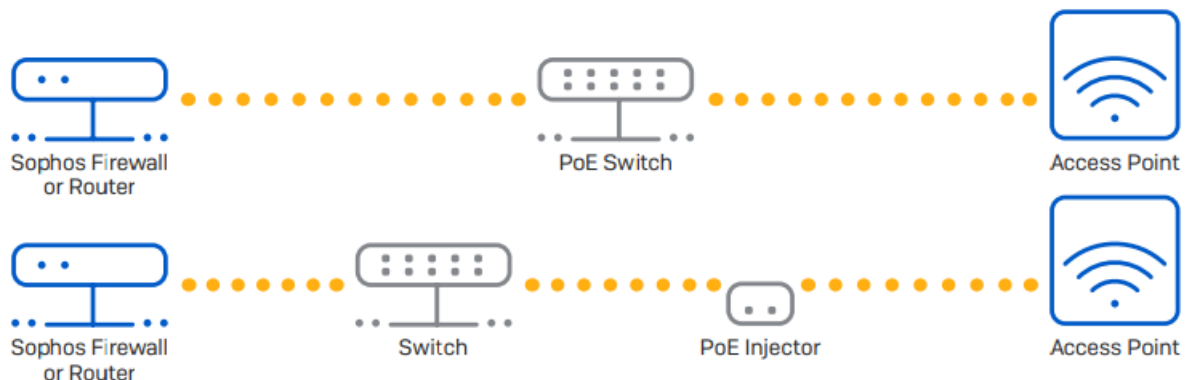 Sophos Firewall
or Router
PoE Switch
Access Point
Sophos Firewall
or Router
Switch
PoE Injector
Access Point